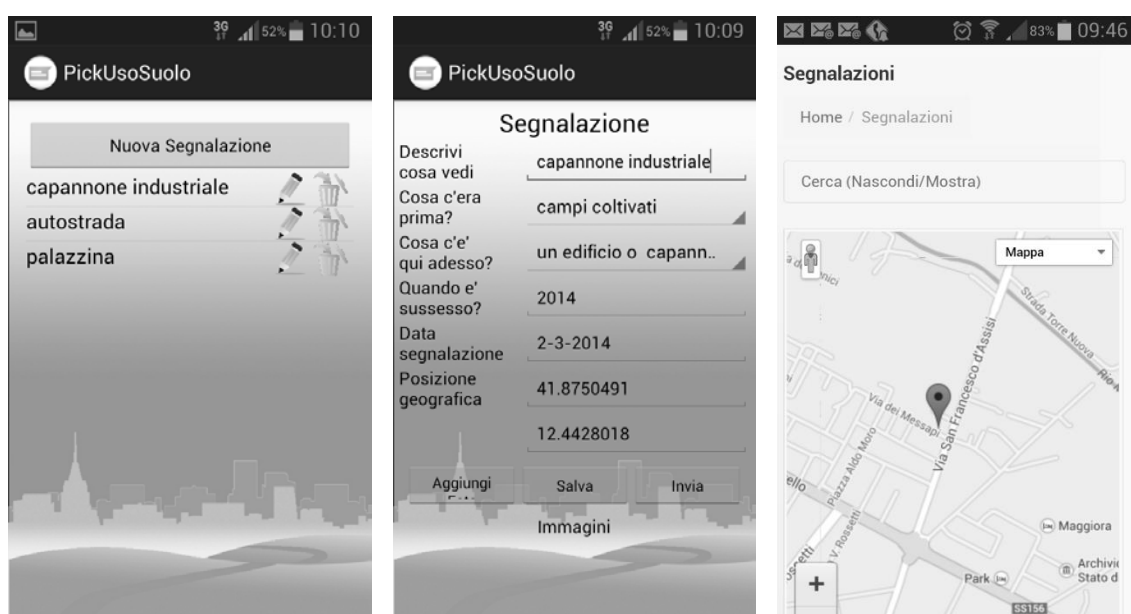 3G
52%
10:10
PickUsoSuolo
Nuova Segnalazione
capannone industriale
autostrada
palazzina
3G
52%
10:09
PickUsoSuolo
Segnalazione
Descrivi
cosa vedi
capannone industriale
Cosa c'era
prima?
campi coltivati
Cosa c'e'
qui adesso?
un edificio o capann..
Quando e'
sussesso?
2014
Data
segnalazione
2-3-2014
Posizione
geografica
41.8750491
12.4428018
Aggiungi
Salva
Invia
Immagini
83%
09:46
Segnalazioni
Home / Segnalazioni
Cerca (Nascondi/Mostra)
Mappa
Strada Torre Nuova
Via San Francesco d'Assisi
Via dei Messapi
Piazza Aldo Moro
V. Rossetti
Maggiora
Archivi
Stato d
Park
+
SS156